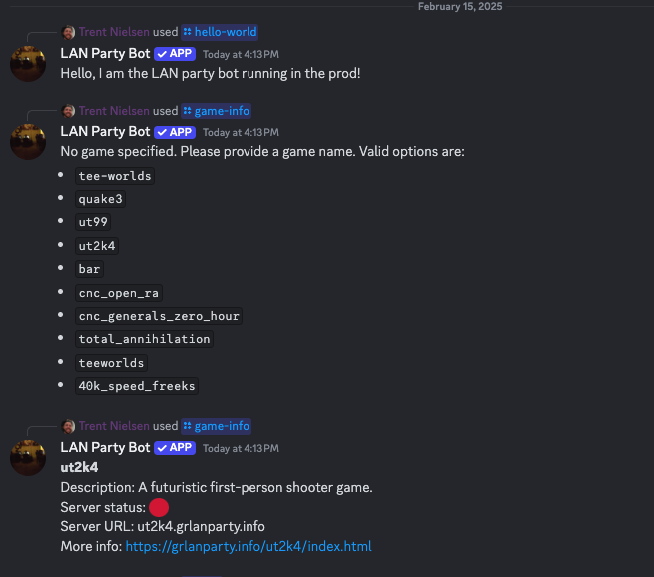 February 15, 2025
Trent Nielsen used hello-world
LAN Party Bot ✓ APP Today at 4:13 PM
Hello, I am the LAN party bot running in the prod!
Trent Nielsen used game-info
LAN Party Bot ✓ APP Today at 4:13 PM
No game specified. Please provide a game name. Valid options are:
• tee-worlds
• quake3
• ut99
• ut2k4
• bar
• cnc_open_ra
• cnc_generals_zero_hour
• total_annihilation
• teeworlds
• 40k_speed_freeks
Trent Nielsen used game-info
LAN Party Bot ✓ APP Today at 4:13 PM
ut2k4
Description: A futuristic first-person shooter game.
Server status: 🔴
Server URL: ut2k4.grlanparty.info
More info: https://grlanparty.info/ut2k4/index.html